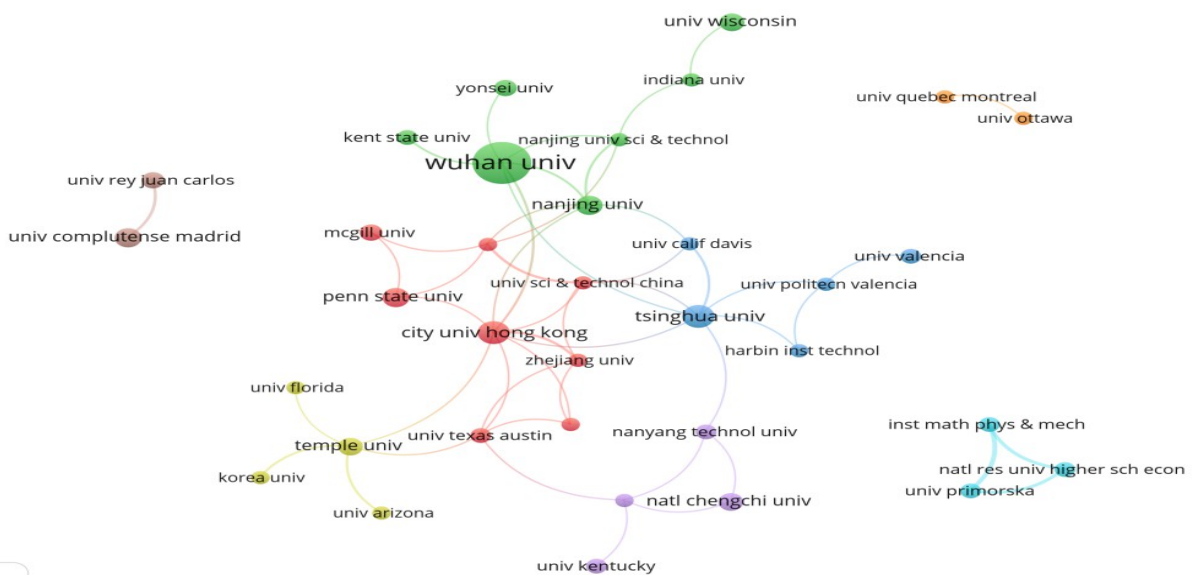 univ wisconsin
indiana univ
yonsei univ
univ quebec montreal
univ ottawa
kent state univ
nanjing univ sci & technol
wuhan univ
univ rey juan carlos
nanjing univ
univ complutense madrid
mcgill univ
univ calif davis
univ valencia
univ sci & technol china
univ politecn valencia
penn state univ
tsinghua univ
city univ hong kong
harbin inst technol
zhejiang univ
univ florida
inst math phys & mech
temple univ
univ texas austin
nanyang technol univ
natl res univ higher sch econ
korea univ
univ primorska
natl chengchi univ
univ arizona
univ kentucky